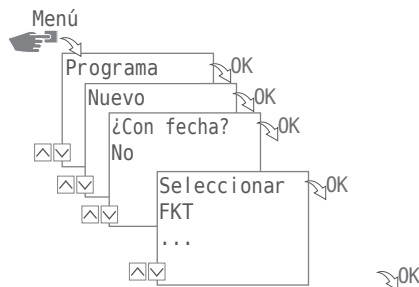 Menú
Programa OK
Nuevo OK
¿Con fecha? OK
No
Seleccionar OK
FKT
...
OK